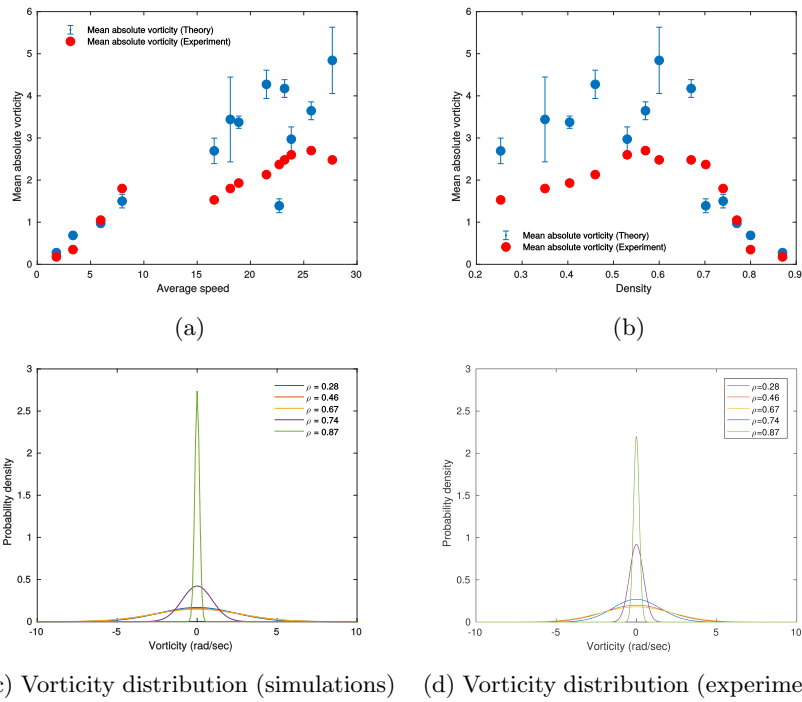 6
5
4
3
2
1
0
Mean absolute vorticity
Mean absolute vorticity (Theory)
Mean absolute vorticity (Experiment)
0 5 10 15 20 25 30
Average speed
(a)
6
5
4
3
2
1
0
Mean absolute vorticity
Mean absolute vorticity (Theory)
Mean absolute vorticity (Experiment)
0.2 0.3 0.4 0.5 0.6 0.7 0.8 0.9
Density
(b)
3
2.5
2
1.5
1
0.5
0
Probability density
ρ = 0.28
ρ = 0.46
ρ = 0.67
ρ = 0.74
ρ = 0.87
-10 -5 0 5 10
Vorticity (rad/sec)
c) Vorticity distribution (simulations)
3
2.5
2
1.5
1
0.5
0
Probability density
ρ=0.28
ρ=0.46
ρ=0.67
ρ=0.74
ρ=0.87
-10 -5 0 5 10
Vorticity (rad/sec)
(d) Vorticity distribution (experime